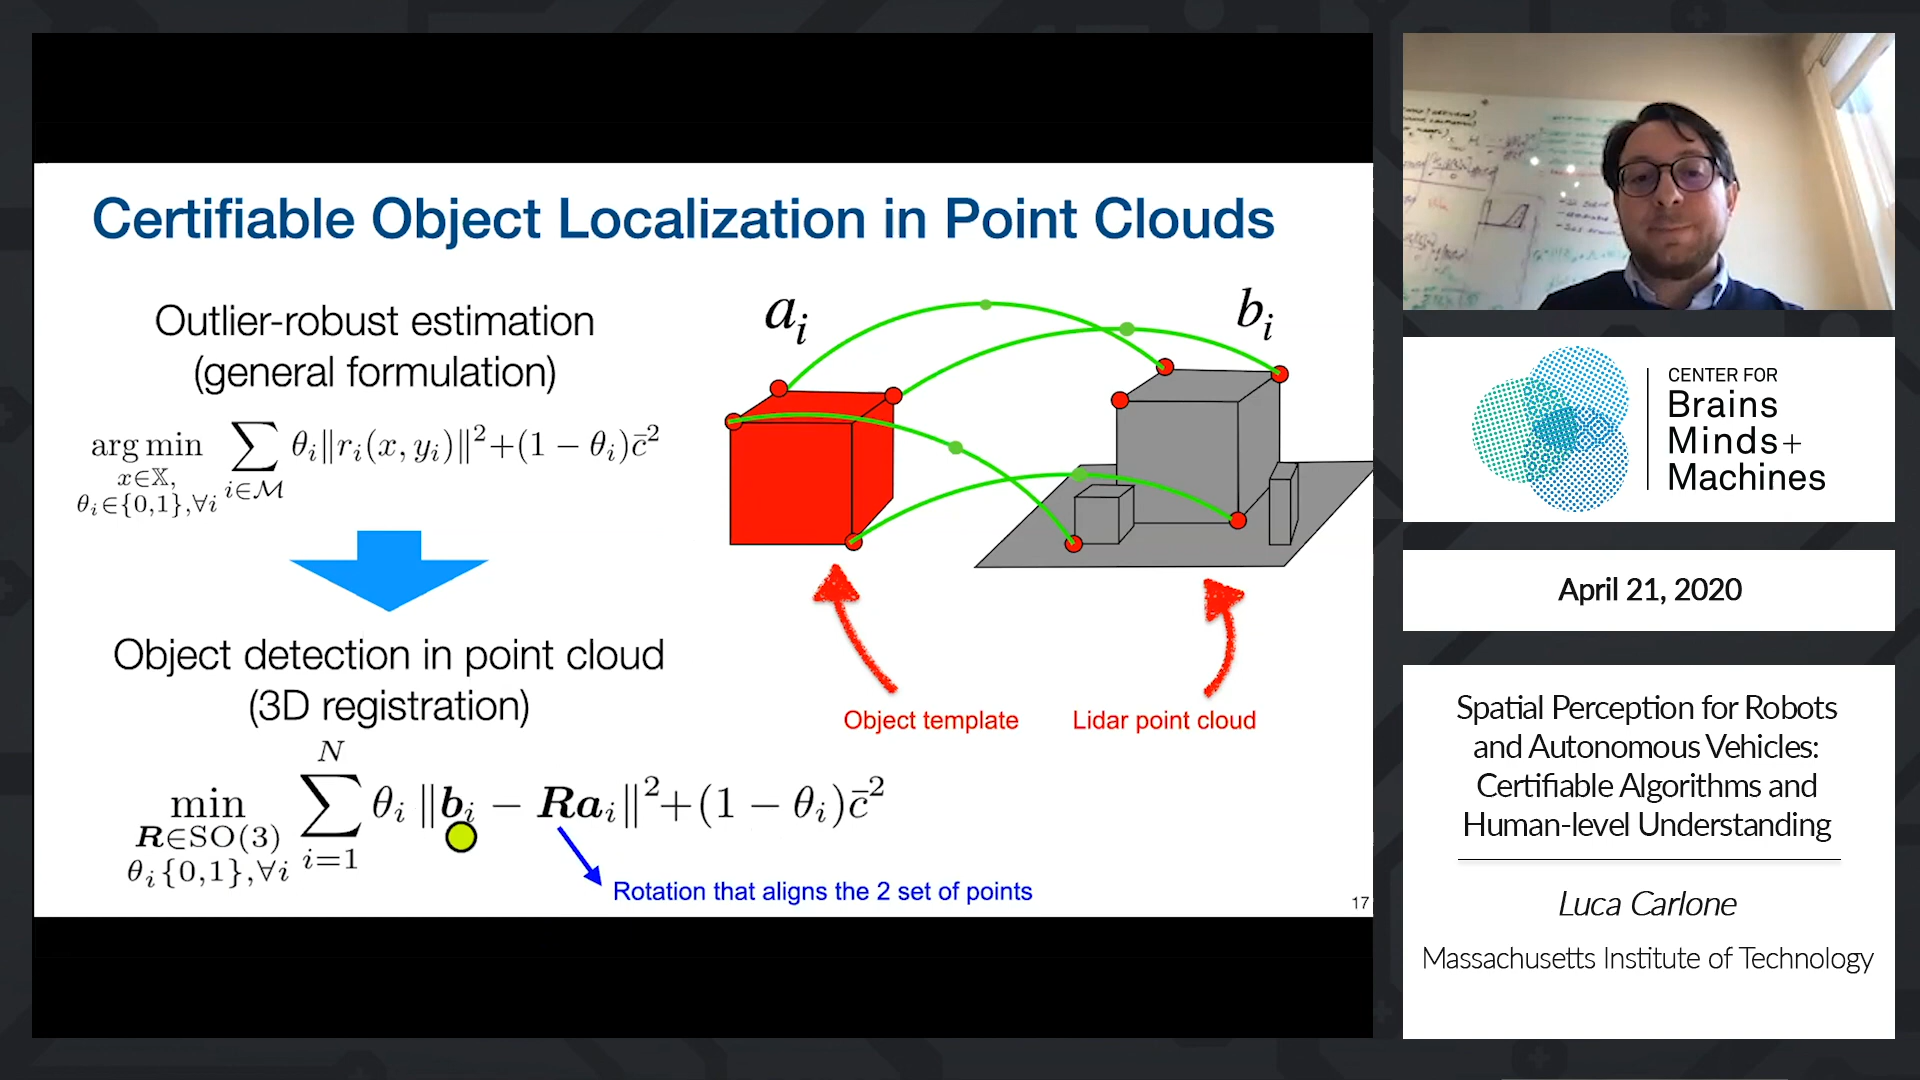 Certifiable Object Localization in Point Clouds
Outlier-robust estimation
(general formulation)
arg min ∑ θᵢ‖rᵢ(x, yᵢ)‖²+(1 − θᵢ)c̄²
x∈𝕏,
θᵢ∈{0,1},∀i i∈ℳ
aᵢ
bᵢ
Object detection in point cloud
(3D registration)
Object template
Lidar point cloud
N
min ∑ θᵢ ‖𝒃ᵢ − 𝑹𝒂ᵢ‖²+(1 − θᵢ)c̄²
𝑹∈SO(3)
θᵢ{0,1},∀i i=1
Rotation that aligns the 2 set of points
17
CENTER FOR
Brains
Minds+
Machines
April 21, 2020
Spatial Perception for Robots
and Autonomous Vehicles:
Certifiable Algorithms and
Human-level Understanding
Luca Carlone
Massachusetts Institute of Technology